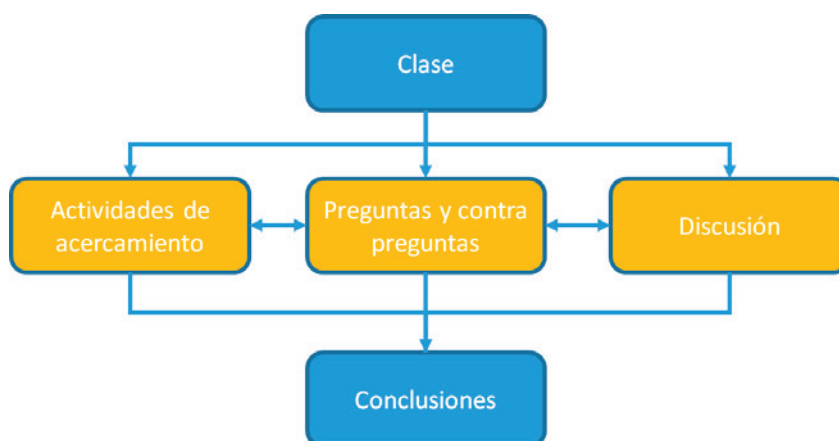 Clase
Actividades de
acercamiento
Preguntas y contra
preguntas
Discusión
Conclusiones